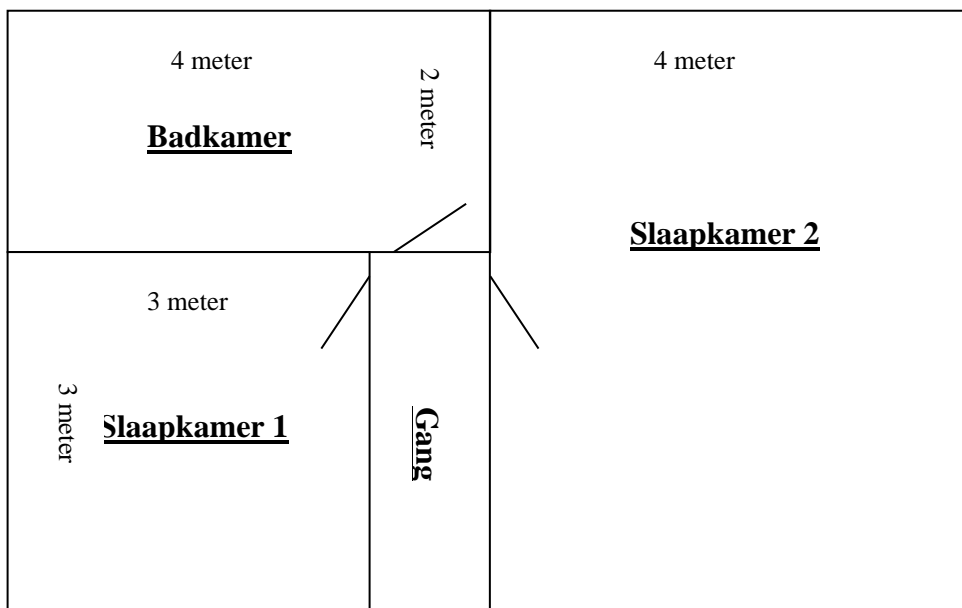 4 meter
2 meter
Badkamer
4 meter
Slaapkamer 2
3 meter
3 meter
Slaapkamer 1
Gang